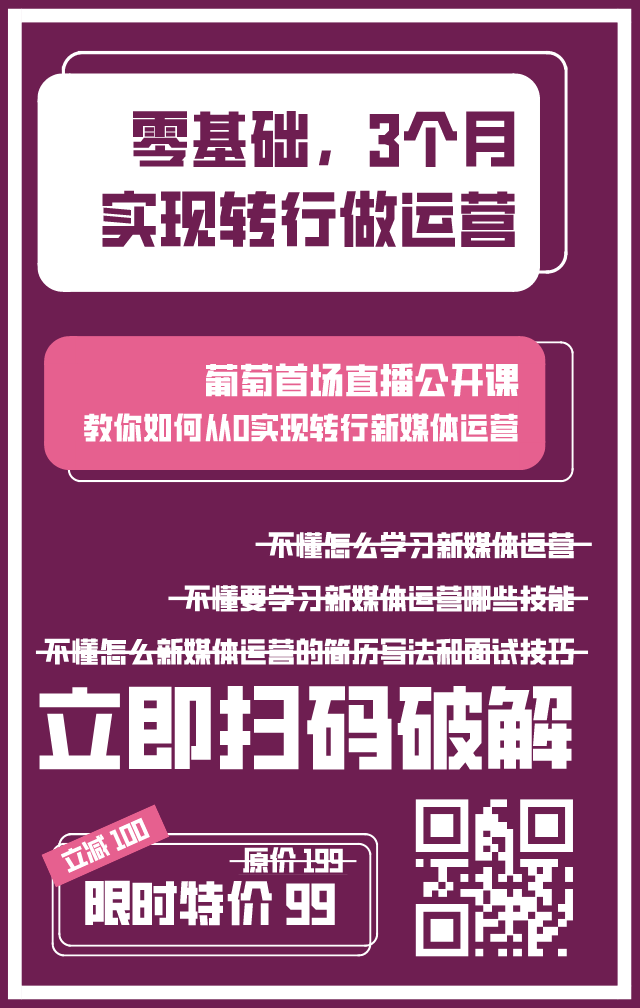 零基础，3个月
实现转行做运营
葡萄首场直播公开课
教你如何从0实现转行新媒体运营
不懂怎么学习新媒体运营
不懂要学习新媒体运营哪些技能
不懂怎么新媒体运营的简历写法和面试技巧
立即扫码破解
立减 100
原价 199
限时特价 99